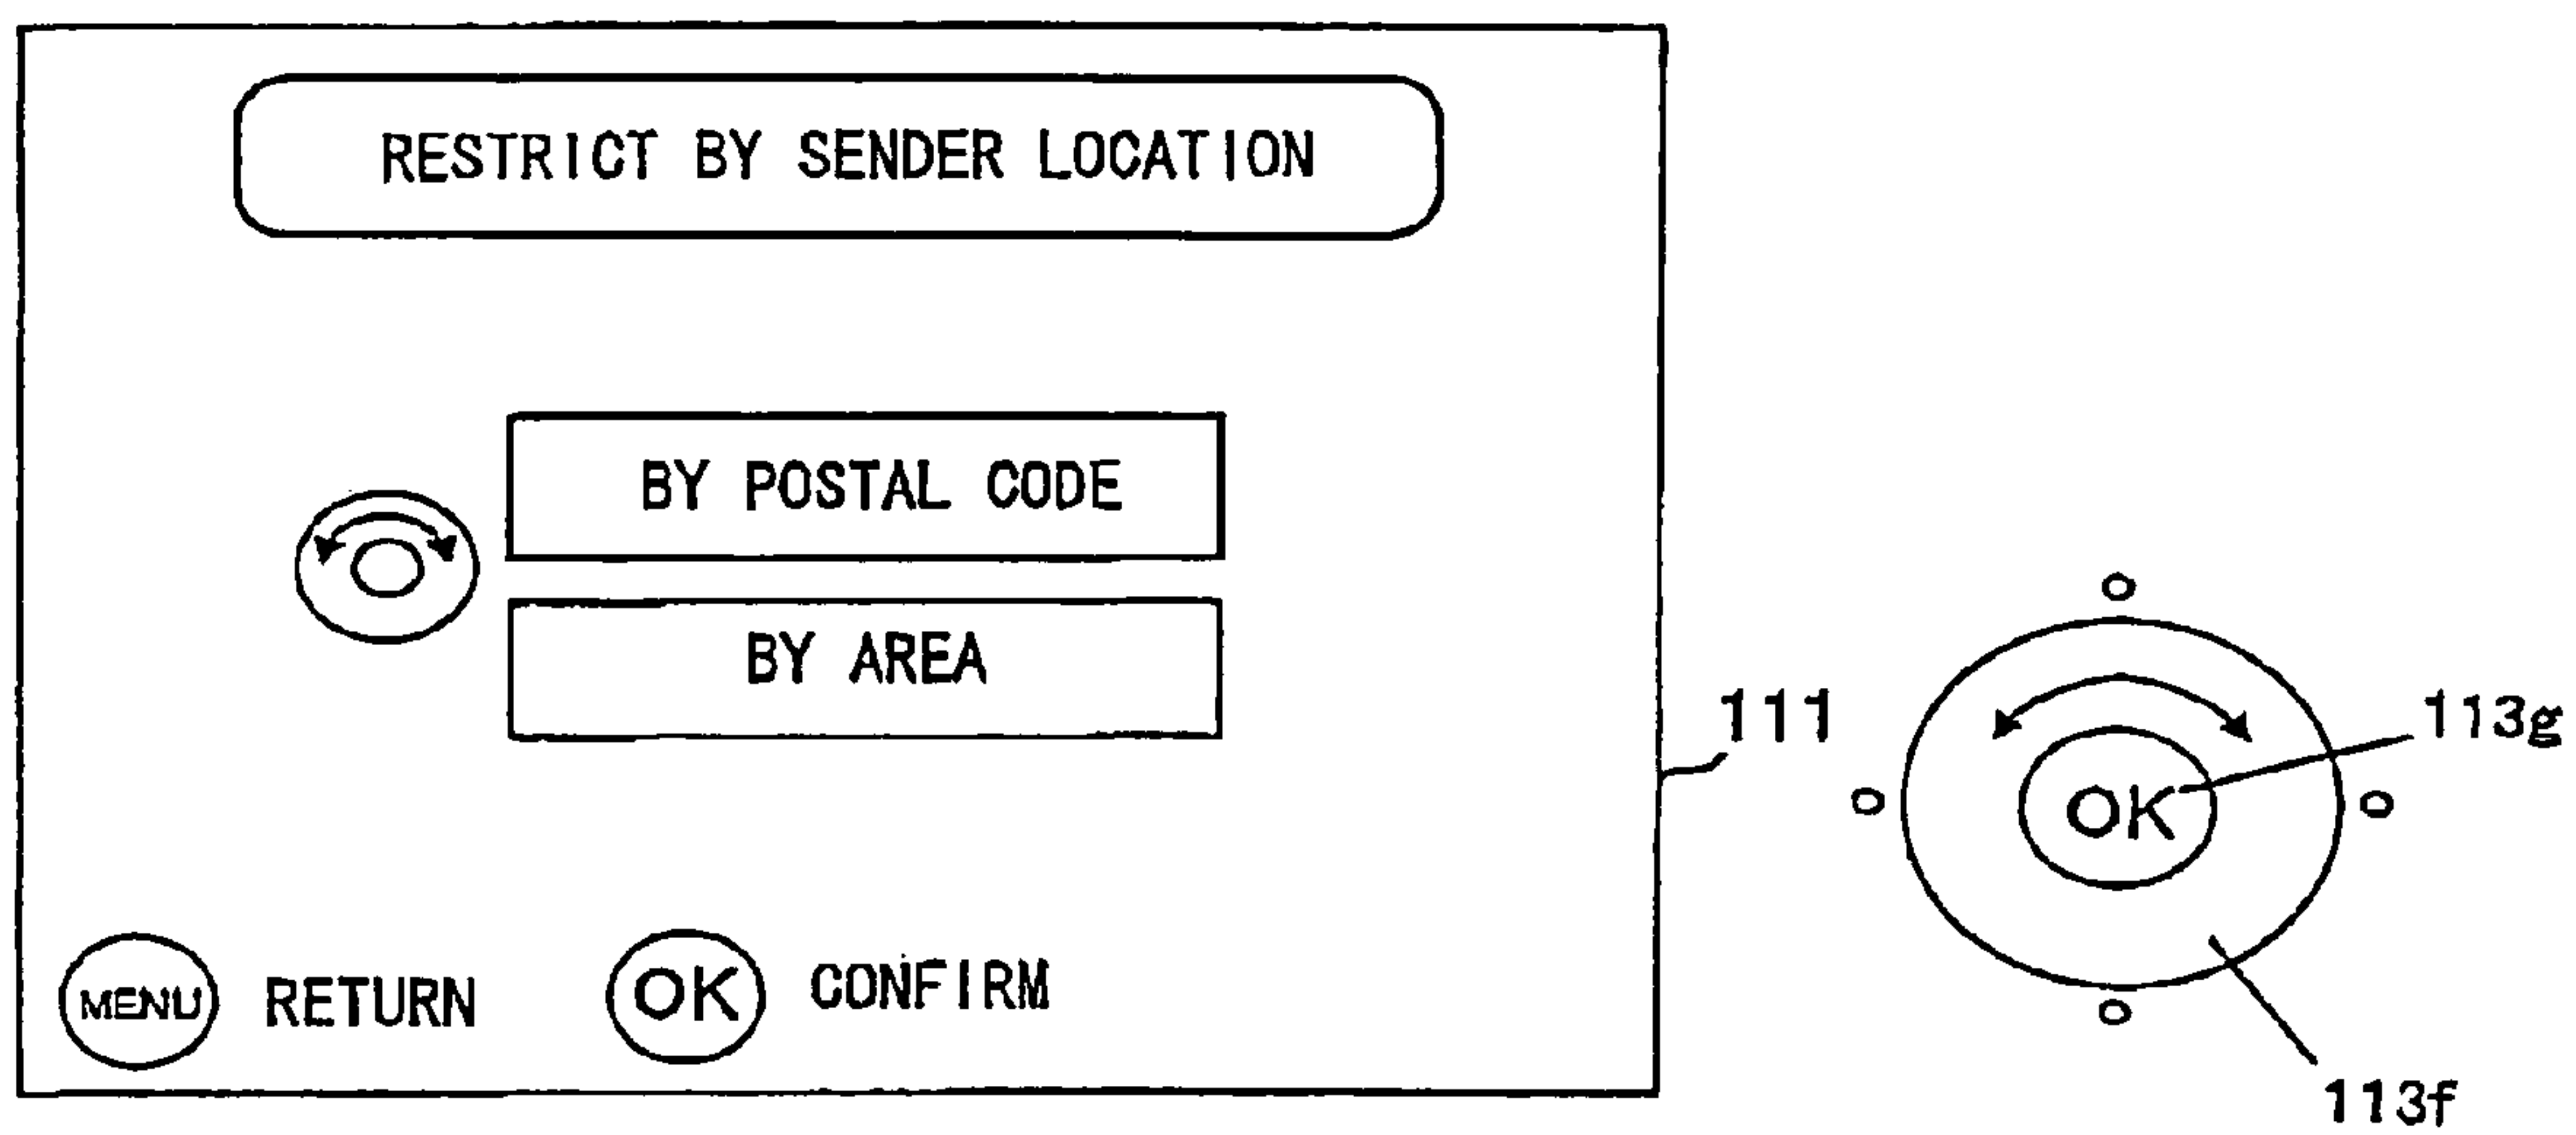 RESTRICT BY SENDER LOCATION
BY POSTAL CODE
BY AREA
111
113g
OK
MENU RETURN OK CONFIRM
113f